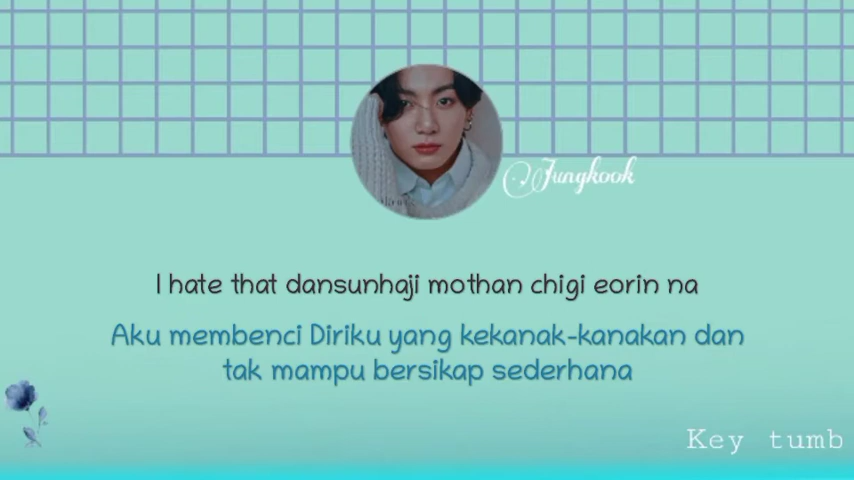 Jungkook
I hate that dansunhaji mothan chigi eorin na
Aku membenci Diriku yang kekanak-kanakan dan
tak mampu bersikap sederhana
Key tumb